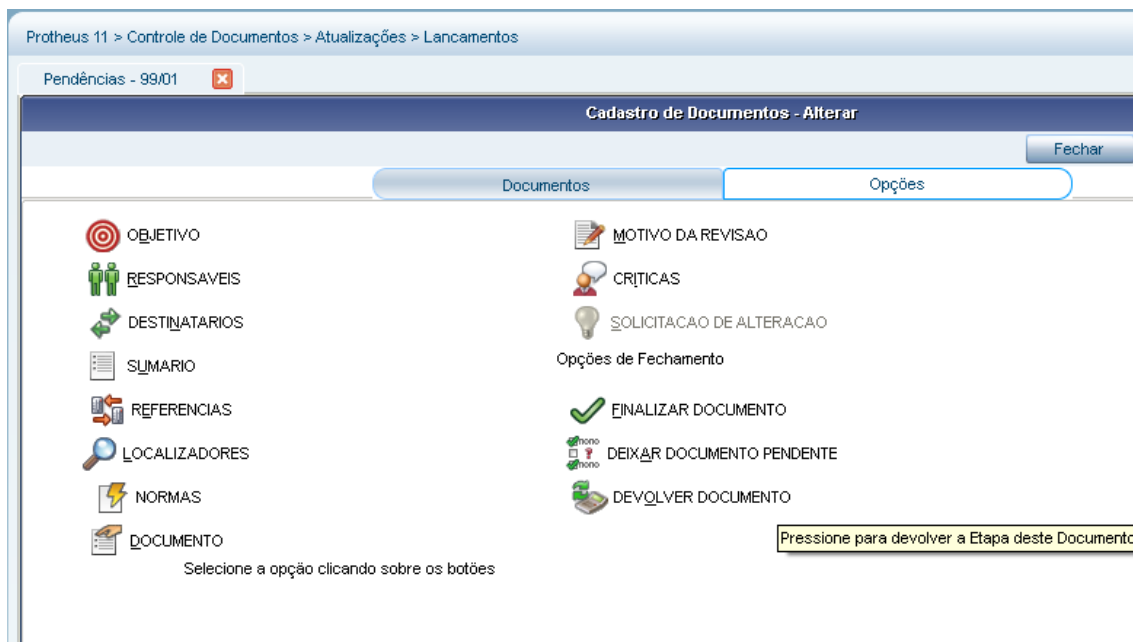 Protheus 11 > Controle de Documentos > Atualizações > Lancamentos
Pendências - 99/01
Cadastro de Documentos - Alterar
Fechar
Documentos
Opções
OBJETIVO
RESPONSAVEIS
DESTINATARIOS
SUMARIO
REFERENCIAS
LOCALIZADORES
NORMAS
DOCUMENTO
Selecione a opção clicando sobre os botões
MOTIVO DA REVISAO
CRITICAS
SOLICITACAO DE ALTERACAO
Opções de Fechamento
FINALIZAR DOCUMENTO
DEIXAR DOCUMENTO PENDENTE
DEVOLVER DOCUMENTO
Pressione para devolver a Etapa deste Documento